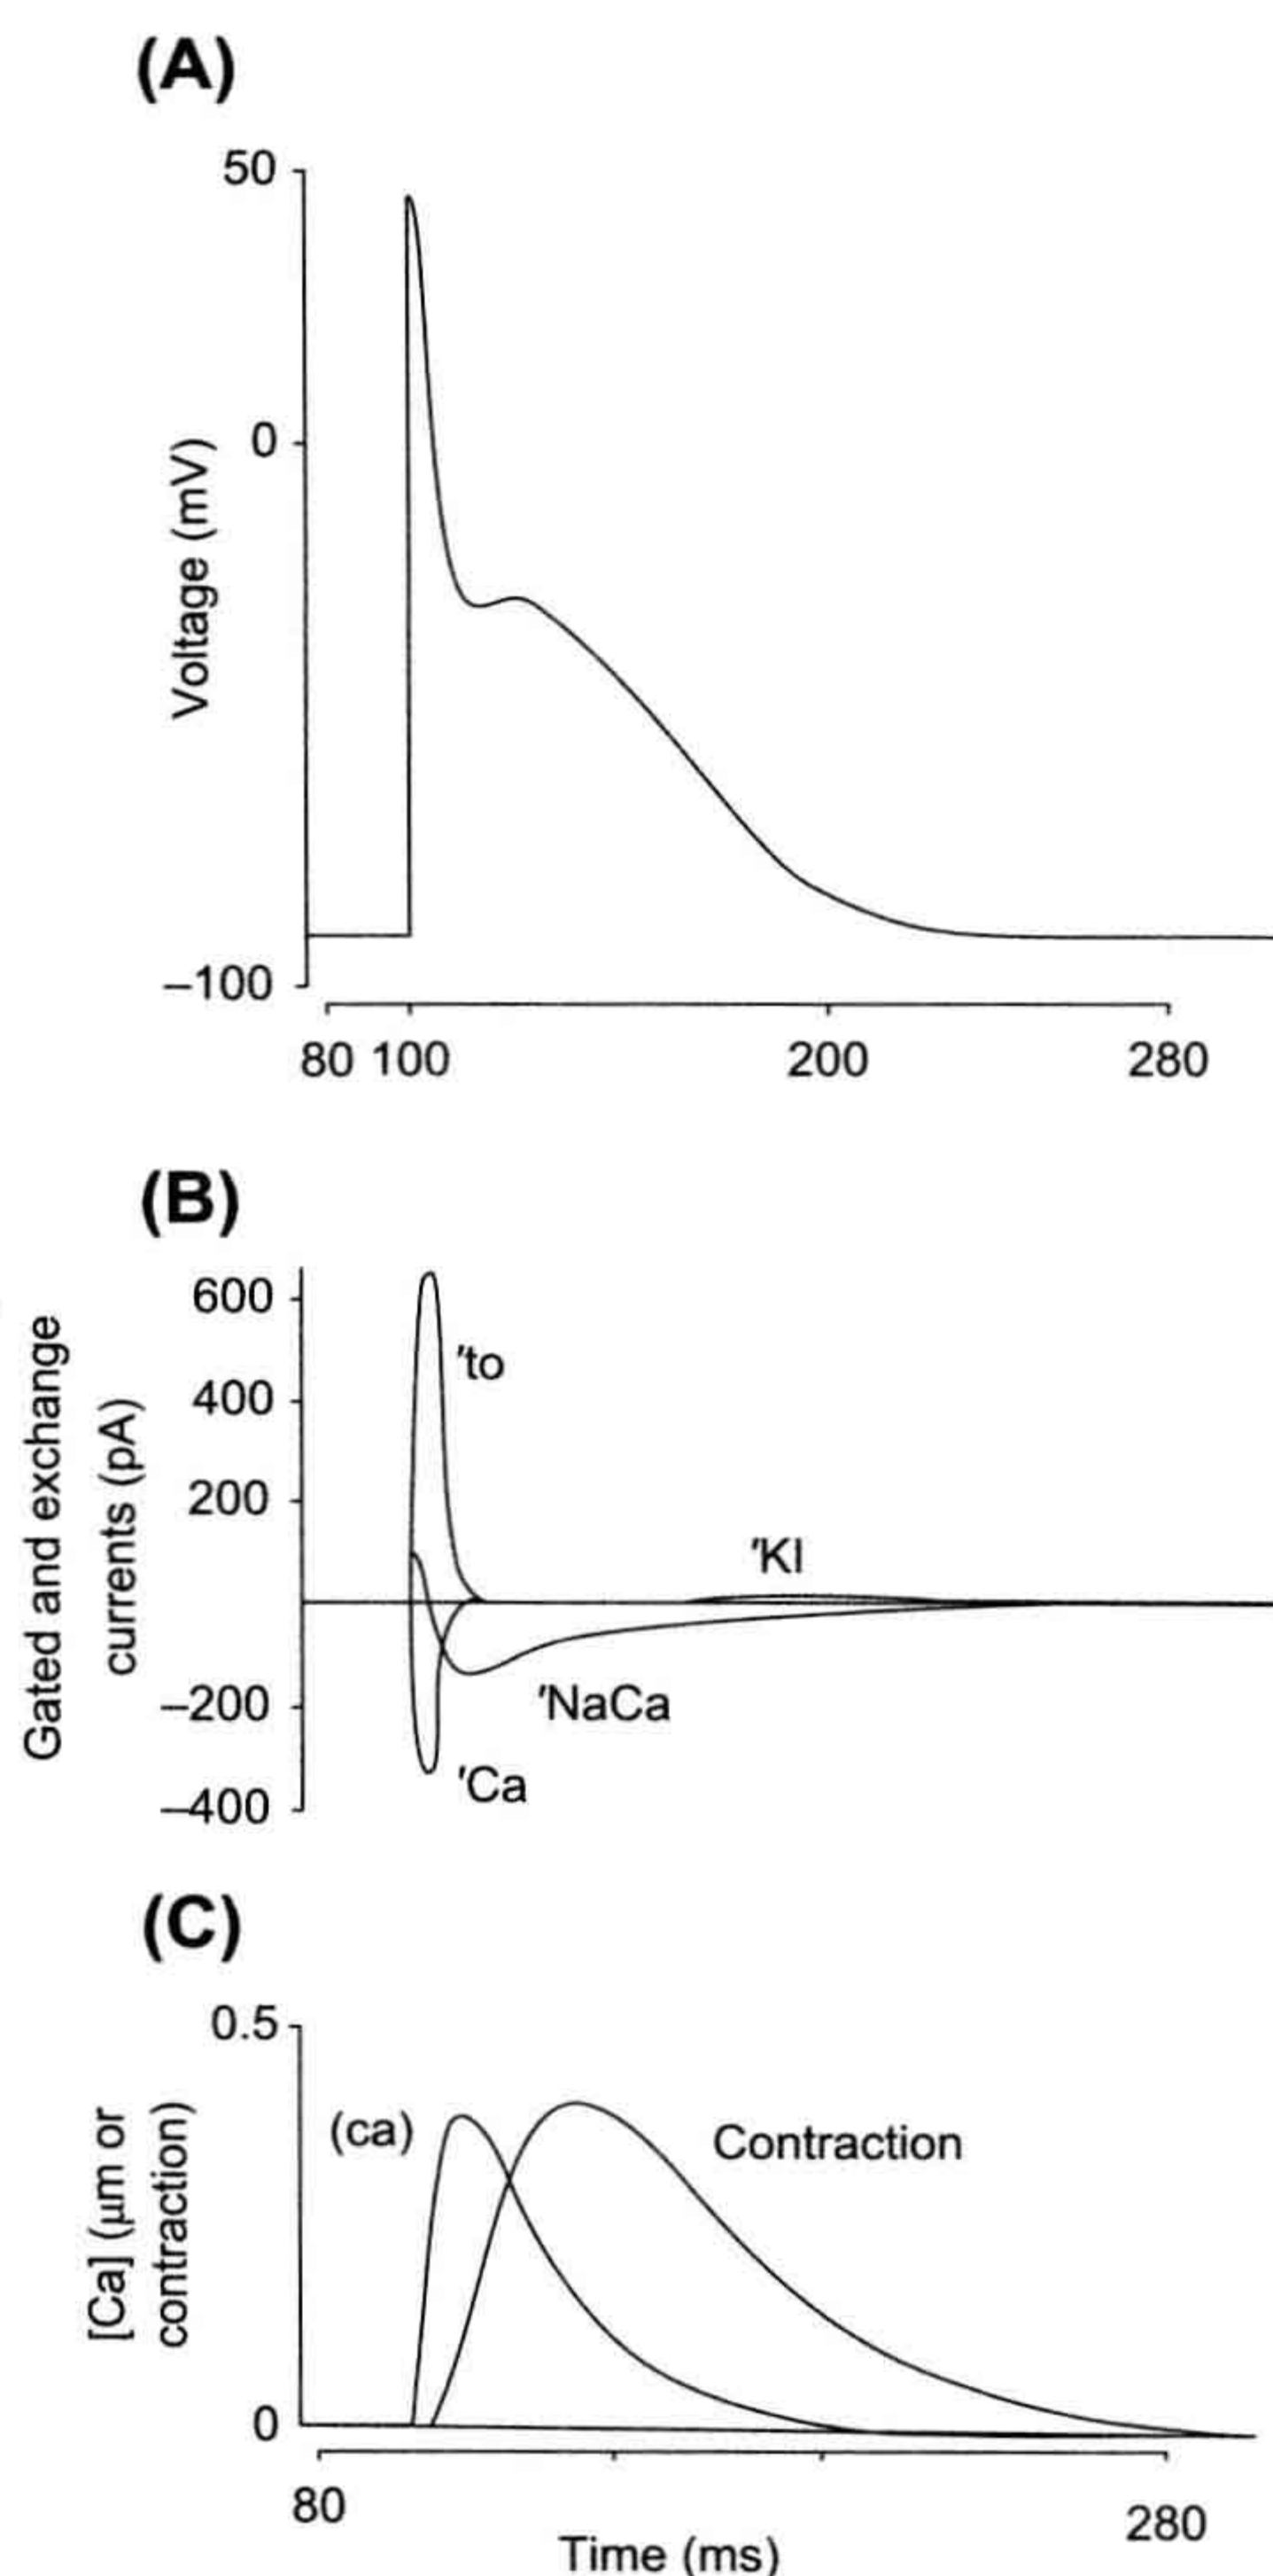 (A)
50
0
–100
Voltage (mV)
80 100 200 280
(B)
600
400
200
–200
–400
Gated and exchange
currents (pA)
'to
'KI
'NaCa
'Ca
(C)
0.5
0
[Ca] (μm or
contraction)
(ca)
Contraction
80 280
Time (ms)